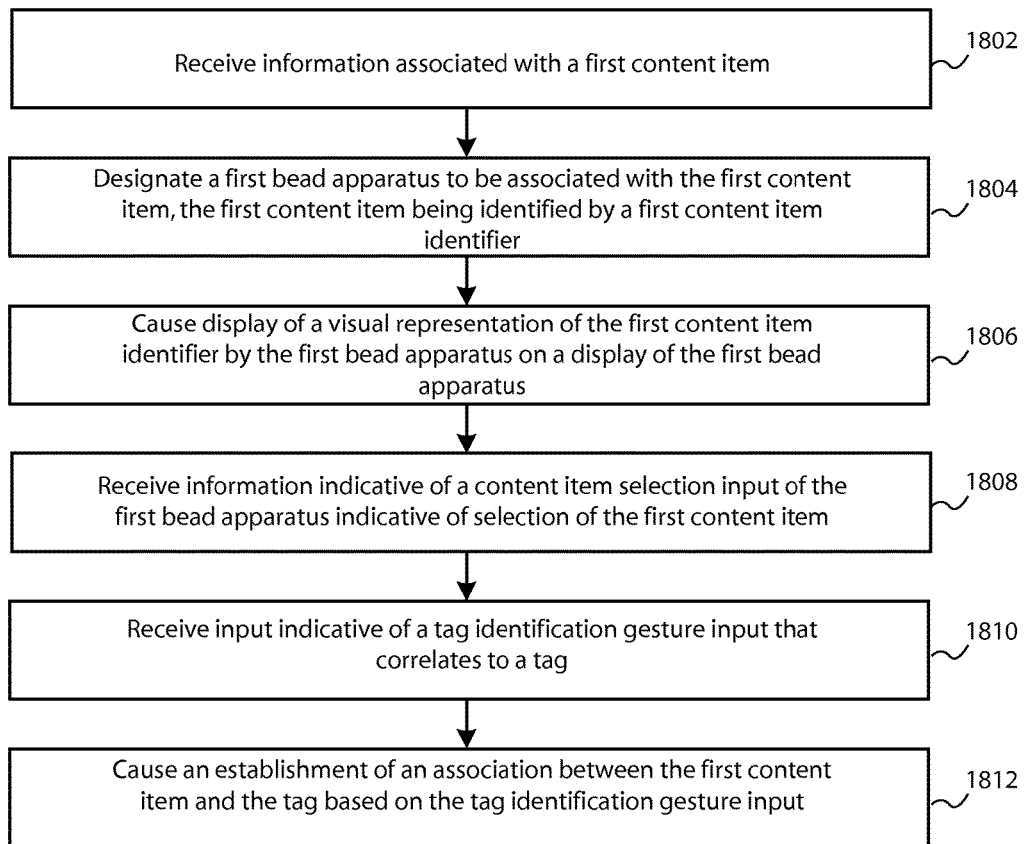 Receive information associated with a first content item
1802
Designate a first bead apparatus to be associated with the first content
item, the first content item being identified by a first content item
identifier
1804
Cause display of a visual representation of the first content item
identifier by the first bead apparatus on a display of the first bead
apparatus
1806
Receive information indicative of a content item selection input of the
first bead apparatus indicative of selection of the first content item
1808
Receive input indicative of a tag identification gesture input that
correlates to a tag
1810
Cause an establishment of an association between the first content
item and the tag based on the tag identification gesture input
1812